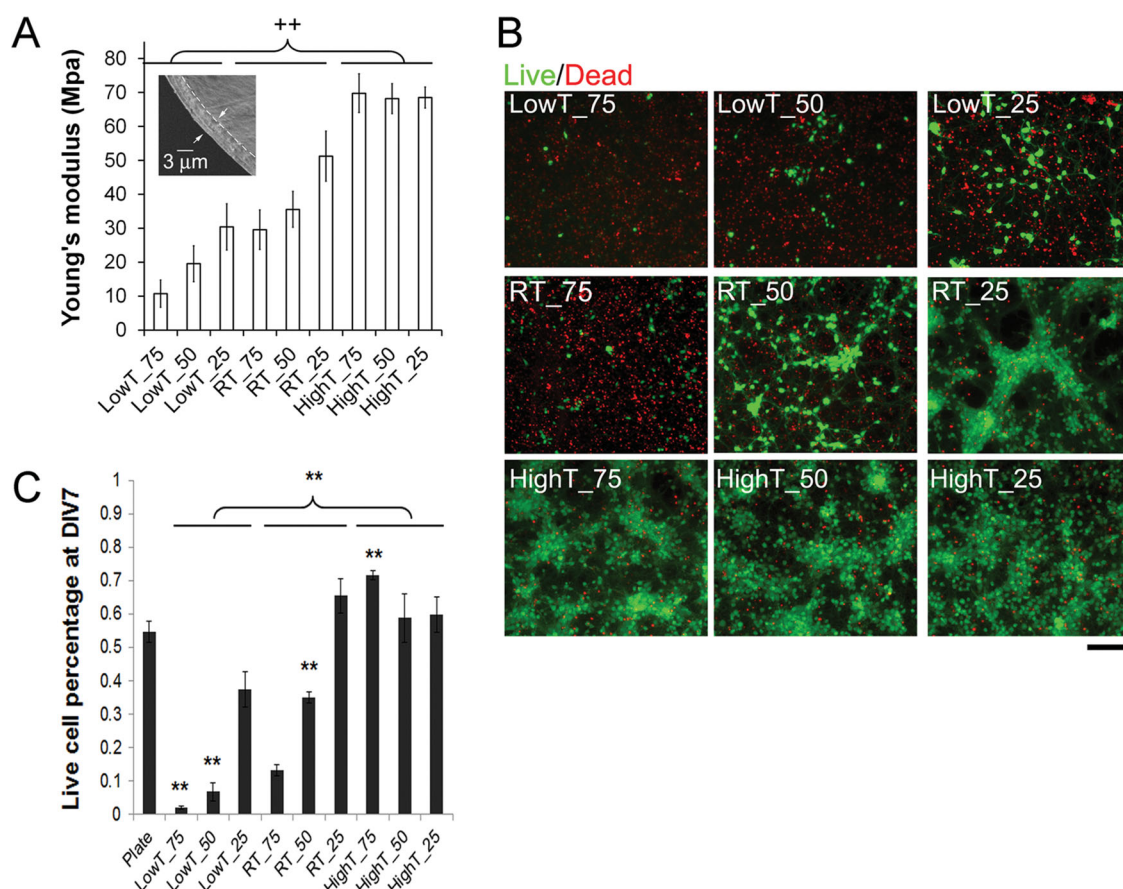 A
++
Young's modulus (Mpa)
80
70
60
50
40
30
20
10
0
3 μm
LowT_75
LowT_50
LowT_25
RT_75
RT_50
RT_25
HighT_75
HighT_50
HighT_25
B
Live/Dead
LowT_75
LowT_50
LowT_25
RT_75
RT_50
RT_25
HighT_75
HighT_50
HighT_25
C
**
Live cell percentage at DIV7
1
0.9
0.8
0.7
0.6
0.5
0.4
0.3
0.2
0.1
0
**
**
**
**
Plate
LowT_75
LowT_50
LowT_25
RT_75
RT_50
RT_25
HighT_75
HighT_50
HighT_25